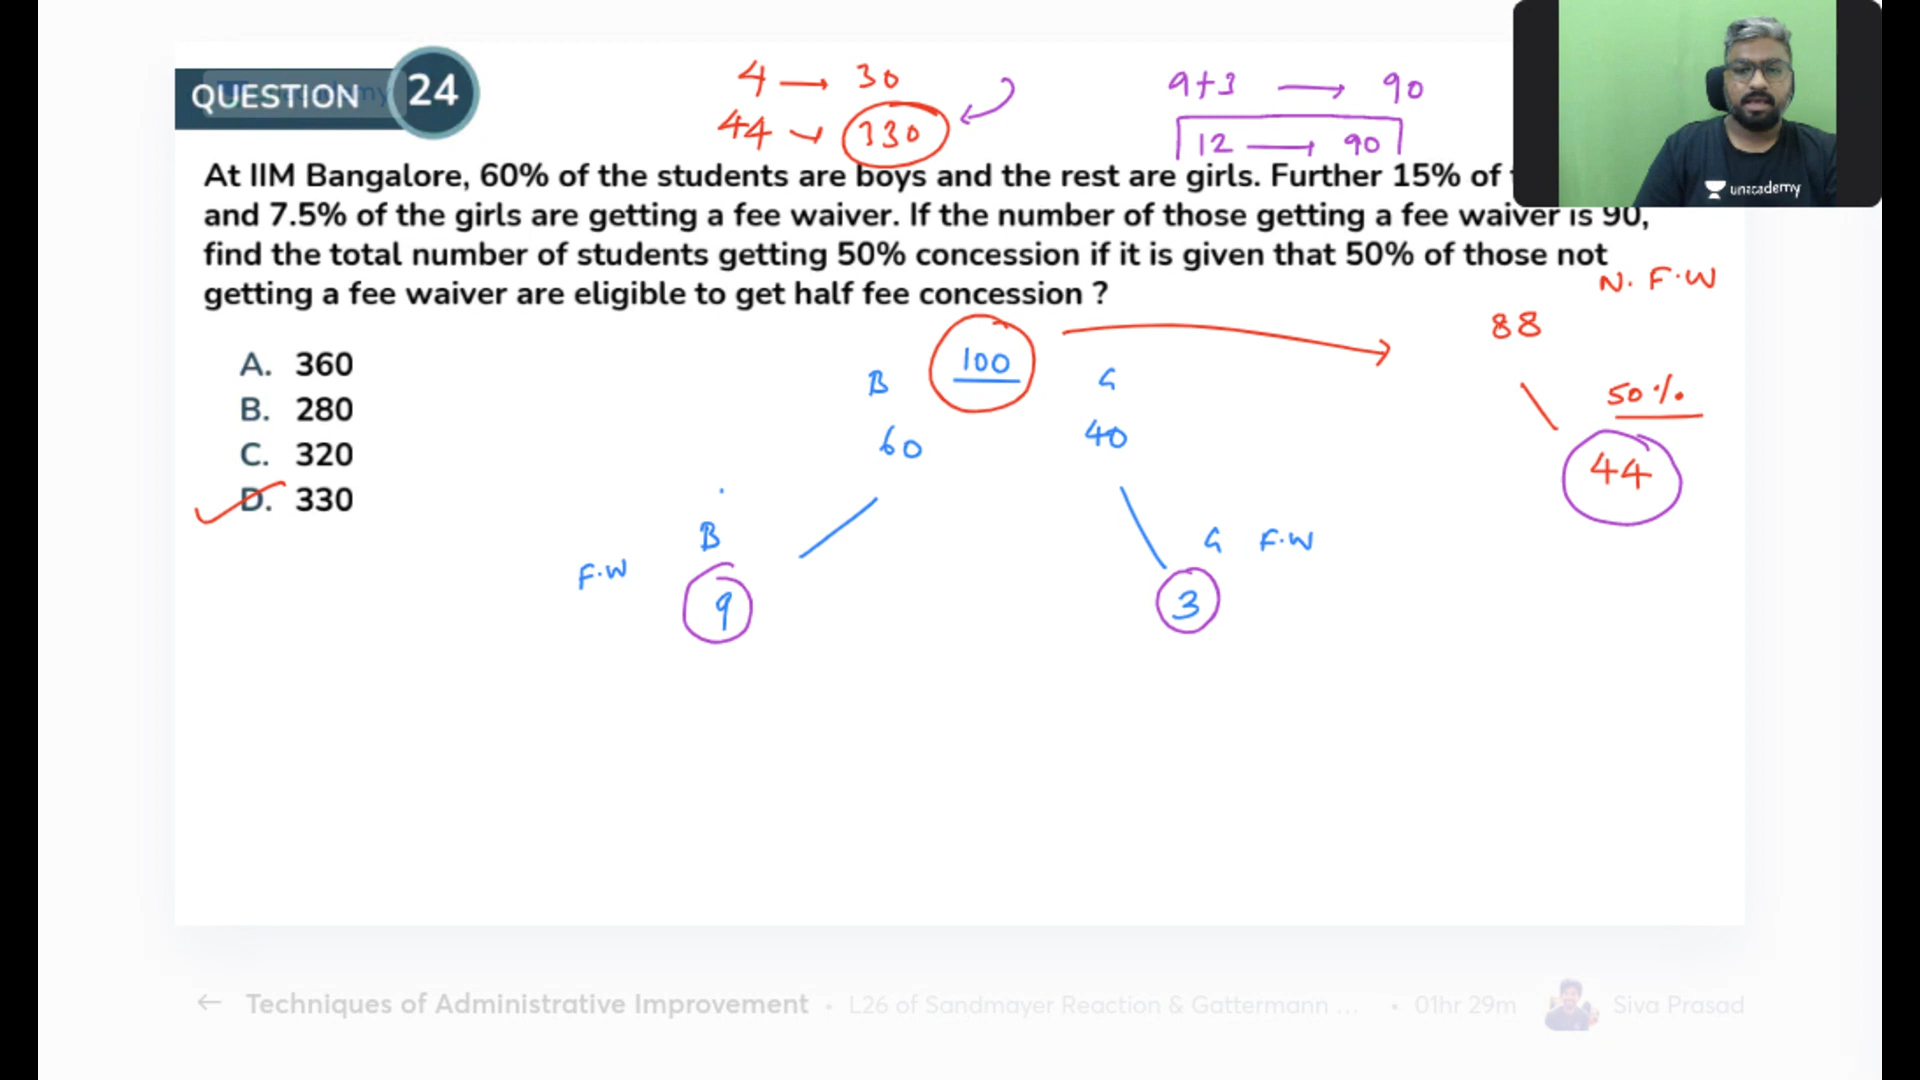 QUESTION 24
4 → 30
44 → 330
9+3 → 90
12 → 90
unacademy
At IIM Bangalore, 60% of the students are boys and the rest are girls. Further 15% of
and 7.5% of the girls are getting a fee waiver. If the number of those getting a fee waiver is 90,
find the total number of students getting 50% concession if it is given that 50% of those not
getting a fee waiver are eligible to get half fee concession ?
N. F.W
88
50%
44
A. 360
B. 280
C. 320
D. 330
B 100 G
60 40
B
F.W
9
G F.W
3
← Techniques of Administrative Improvement • L26 of Sandmayer Reaction & Gattermann ... • 01hr 29m Siva Prasad